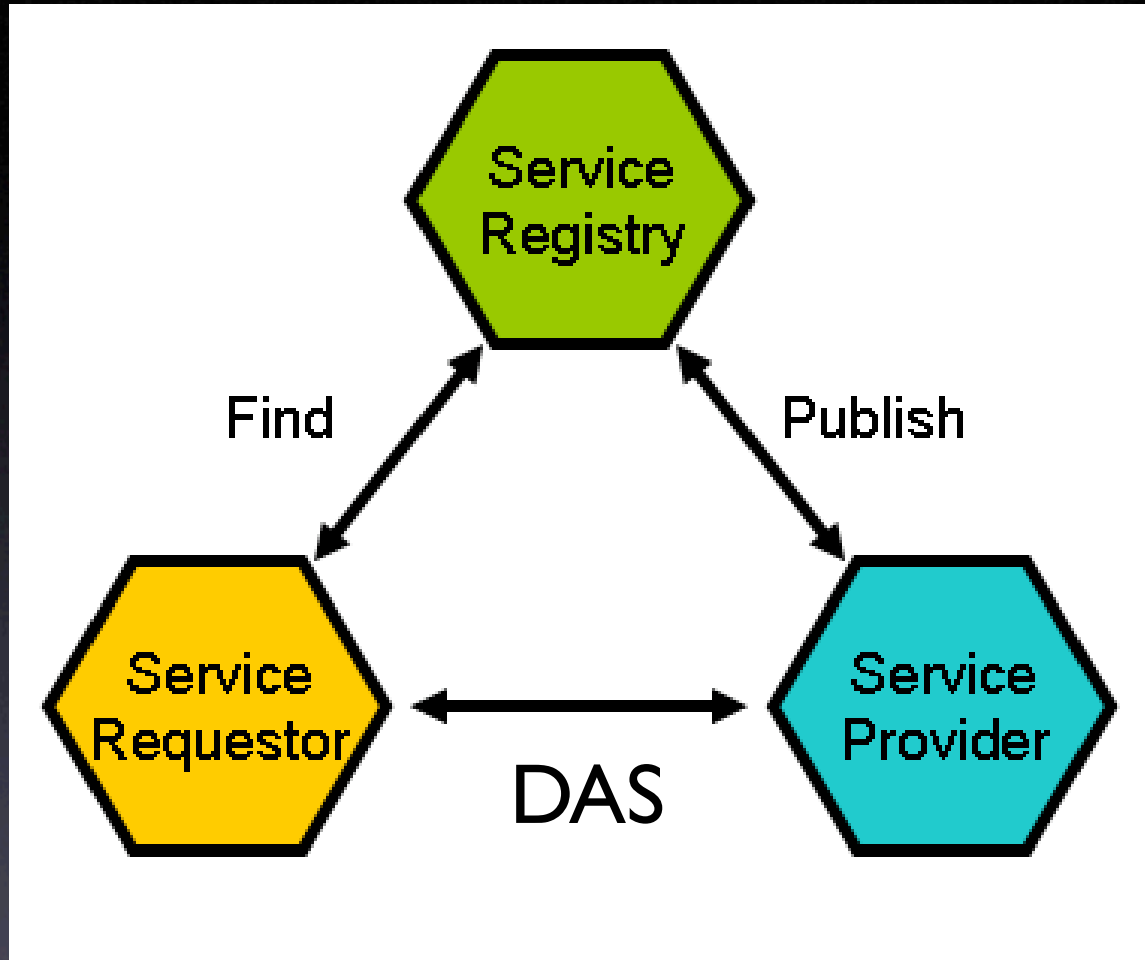 Service
Registry
Find
Publish
Service
Requestor
DAS
Service
Provider